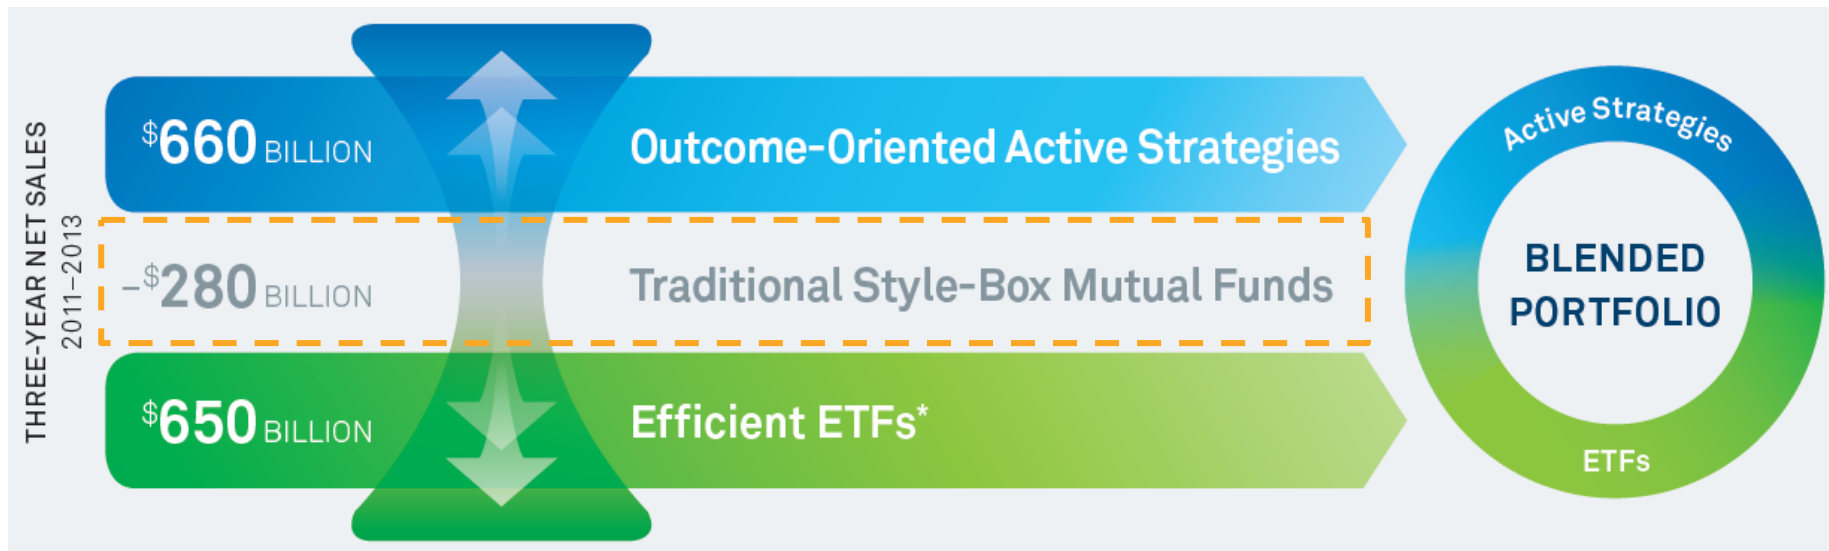 THREE-YEAR NET SALES
2011–2013
$660 BILLION
Outcome-Oriented Active Strategies
–$280 BILLION
Traditional Style-Box Mutual Funds
$650 BILLION
Efficient ETFs*
Active Strategies
BLENDED
PORTFOLIO
ETFs